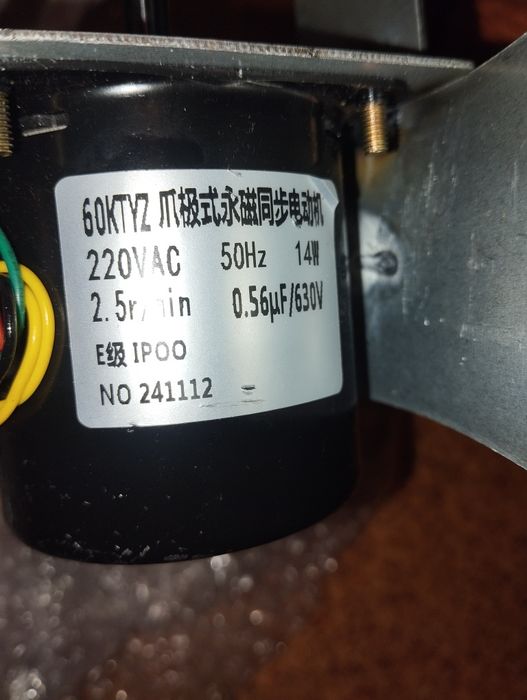 60KTYZ 爪极式永磁同步电动机
220VAC 50Hz 14W
2.5r/min 0.56μF/630V
E级 IP00
NO 241112